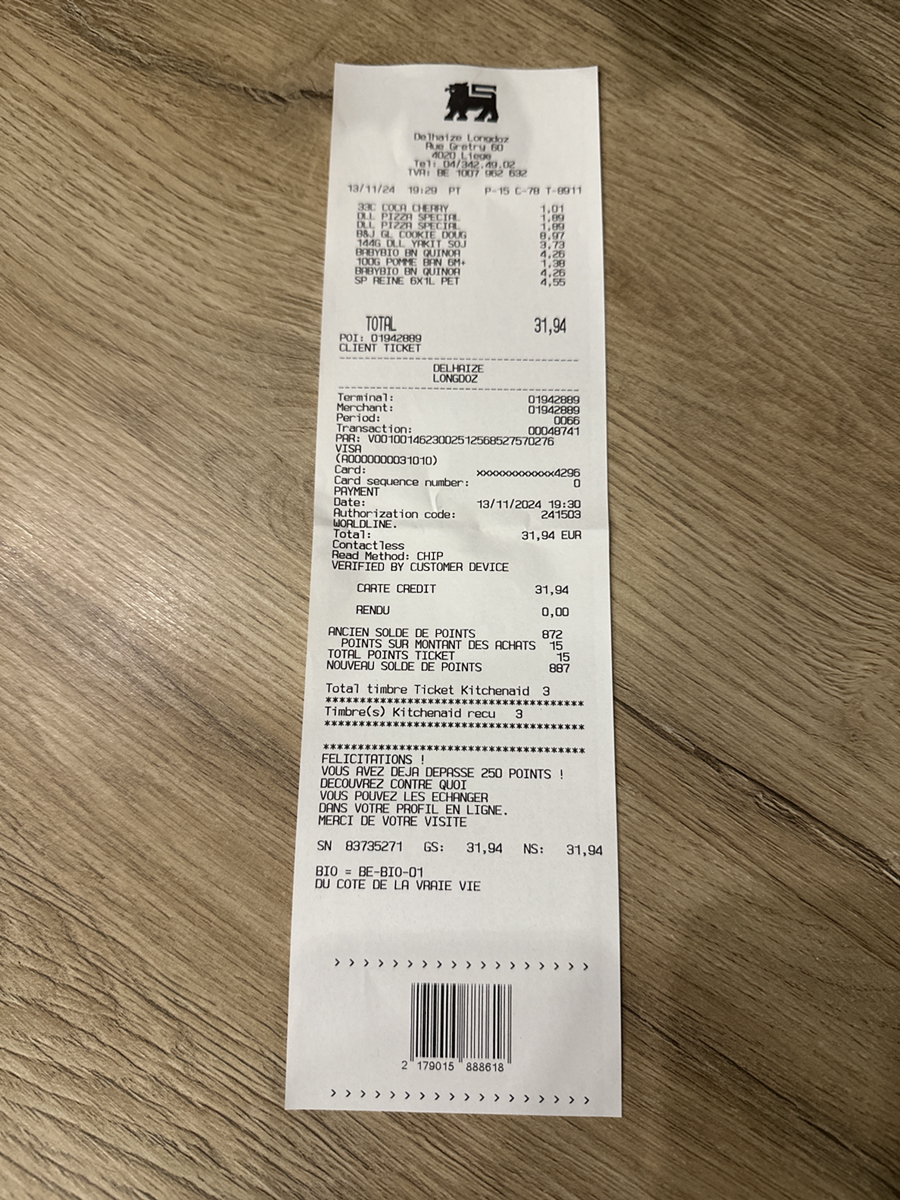 Delhaize Longdoz
Rue Gretry 60
4020 Liege
Tel: 04/342.49.02
TVA: BE 1007 962 632
13/11/24 19:29 PT P-15 C-78 T-8911
33C COCA CHERRY 1,01
DLL PIZZA SPECIAL 1,89
DLL PIZZA SPECIAL 1,89
B&J GL COOKIE DOUG 8,97
144G DLL YAKIT SOJ 3,73
BABYBIO BN QUINOA 4,26
100G POMME BAN 6M+ 1,38
BABYBIO BN QUINOA 4,26
SP REINE 6X1L PET 4,55
TOTAL 31,94
POI: 01942889
CLIENT TICKET
DELHAIZE
LONGDOZ
Terminal: 01942889
Merchant: 01942889
Period: 0066
Transaction: 00048741
PAR: V0010014623002512568527570276
VISA
(A0000000031010)
Card: xxxxxxxxxxxx4296
Card sequence number: 0
PAYMENT
Date: 13/11/2024 19:30
Authorization code: 241503
WORLDLINE.
Total: 31,94 EUR
Contactless
Read Method: CHIP
VERIFIED BY CUSTOMER DEVICE
CARTE CREDIT 31,94
RENDU 0,00
ANCIEN SOLDE DE POINTS 872
POINTS SUR MONTANT DES ACHATS 15
TOTAL POINTS TICKET 15
NOUVEAU SOLDE DE POINTS 887
Total timbre Ticket Kitchenaid 3
****************************************
Timbre(s) Kitchenaid recu 3
****************************************
****************************************
FELICITATIONS !
VOUS AVEZ DEJA DEPASSE 250 POINTS !
DECOUVREZ CONTRE QUOI
VOUS POUVEZ LES ECHANGER
DANS VOTRE PROFIL EN LIGNE.
MERCI DE VOTRE VISITE
SN 83735271 GS: 31,94 NS: 31,94
BIO = BE-BIO-01
DU COTE DE LA VRAIE VIE
> > > > > > > > > > > > > > > > > >
2 179015 888618
> > > > > > > > > > > > > > > > > >